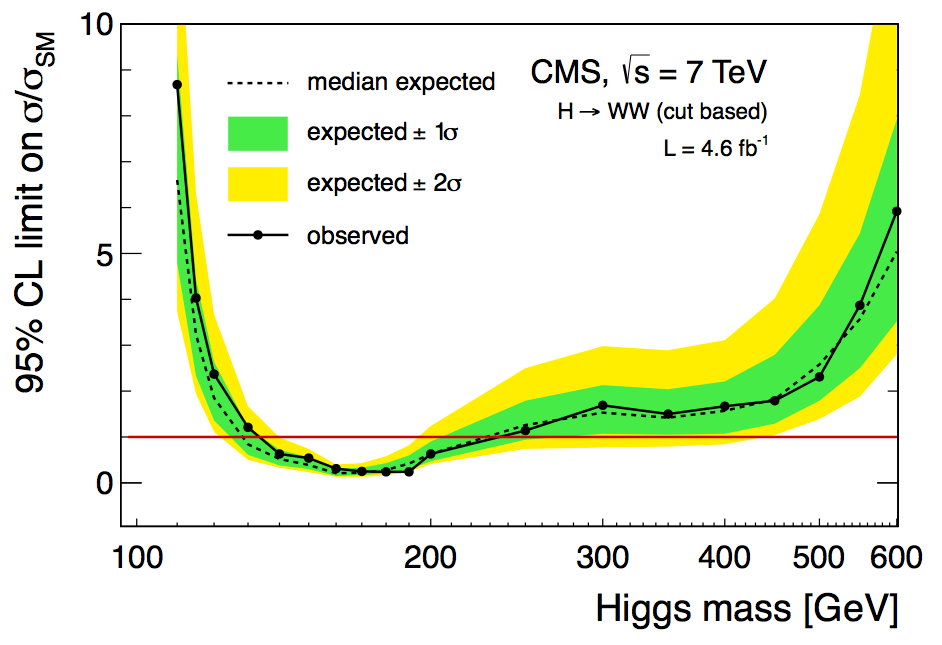 10
5
0
95% CL limit on σ/σSM
median expected
expected ± 1σ
expected ± 2σ
observed
CMS, √s = 7 TeV
H → WW (cut based)
L = 4.6 fb⁻¹
100 200 300 400 500 600
Higgs mass [GeV]